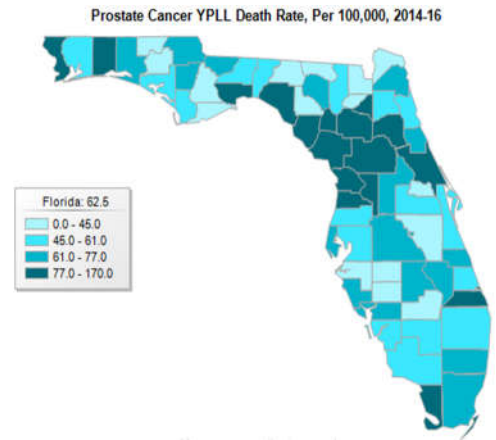 Prostate Cancer YPLL Death Rate, Per 100,000, 2014-16
Florida: 62.5
0.0 - 45.0
45.0 - 61.0
61.0 - 77.0
77.0 - 170.0